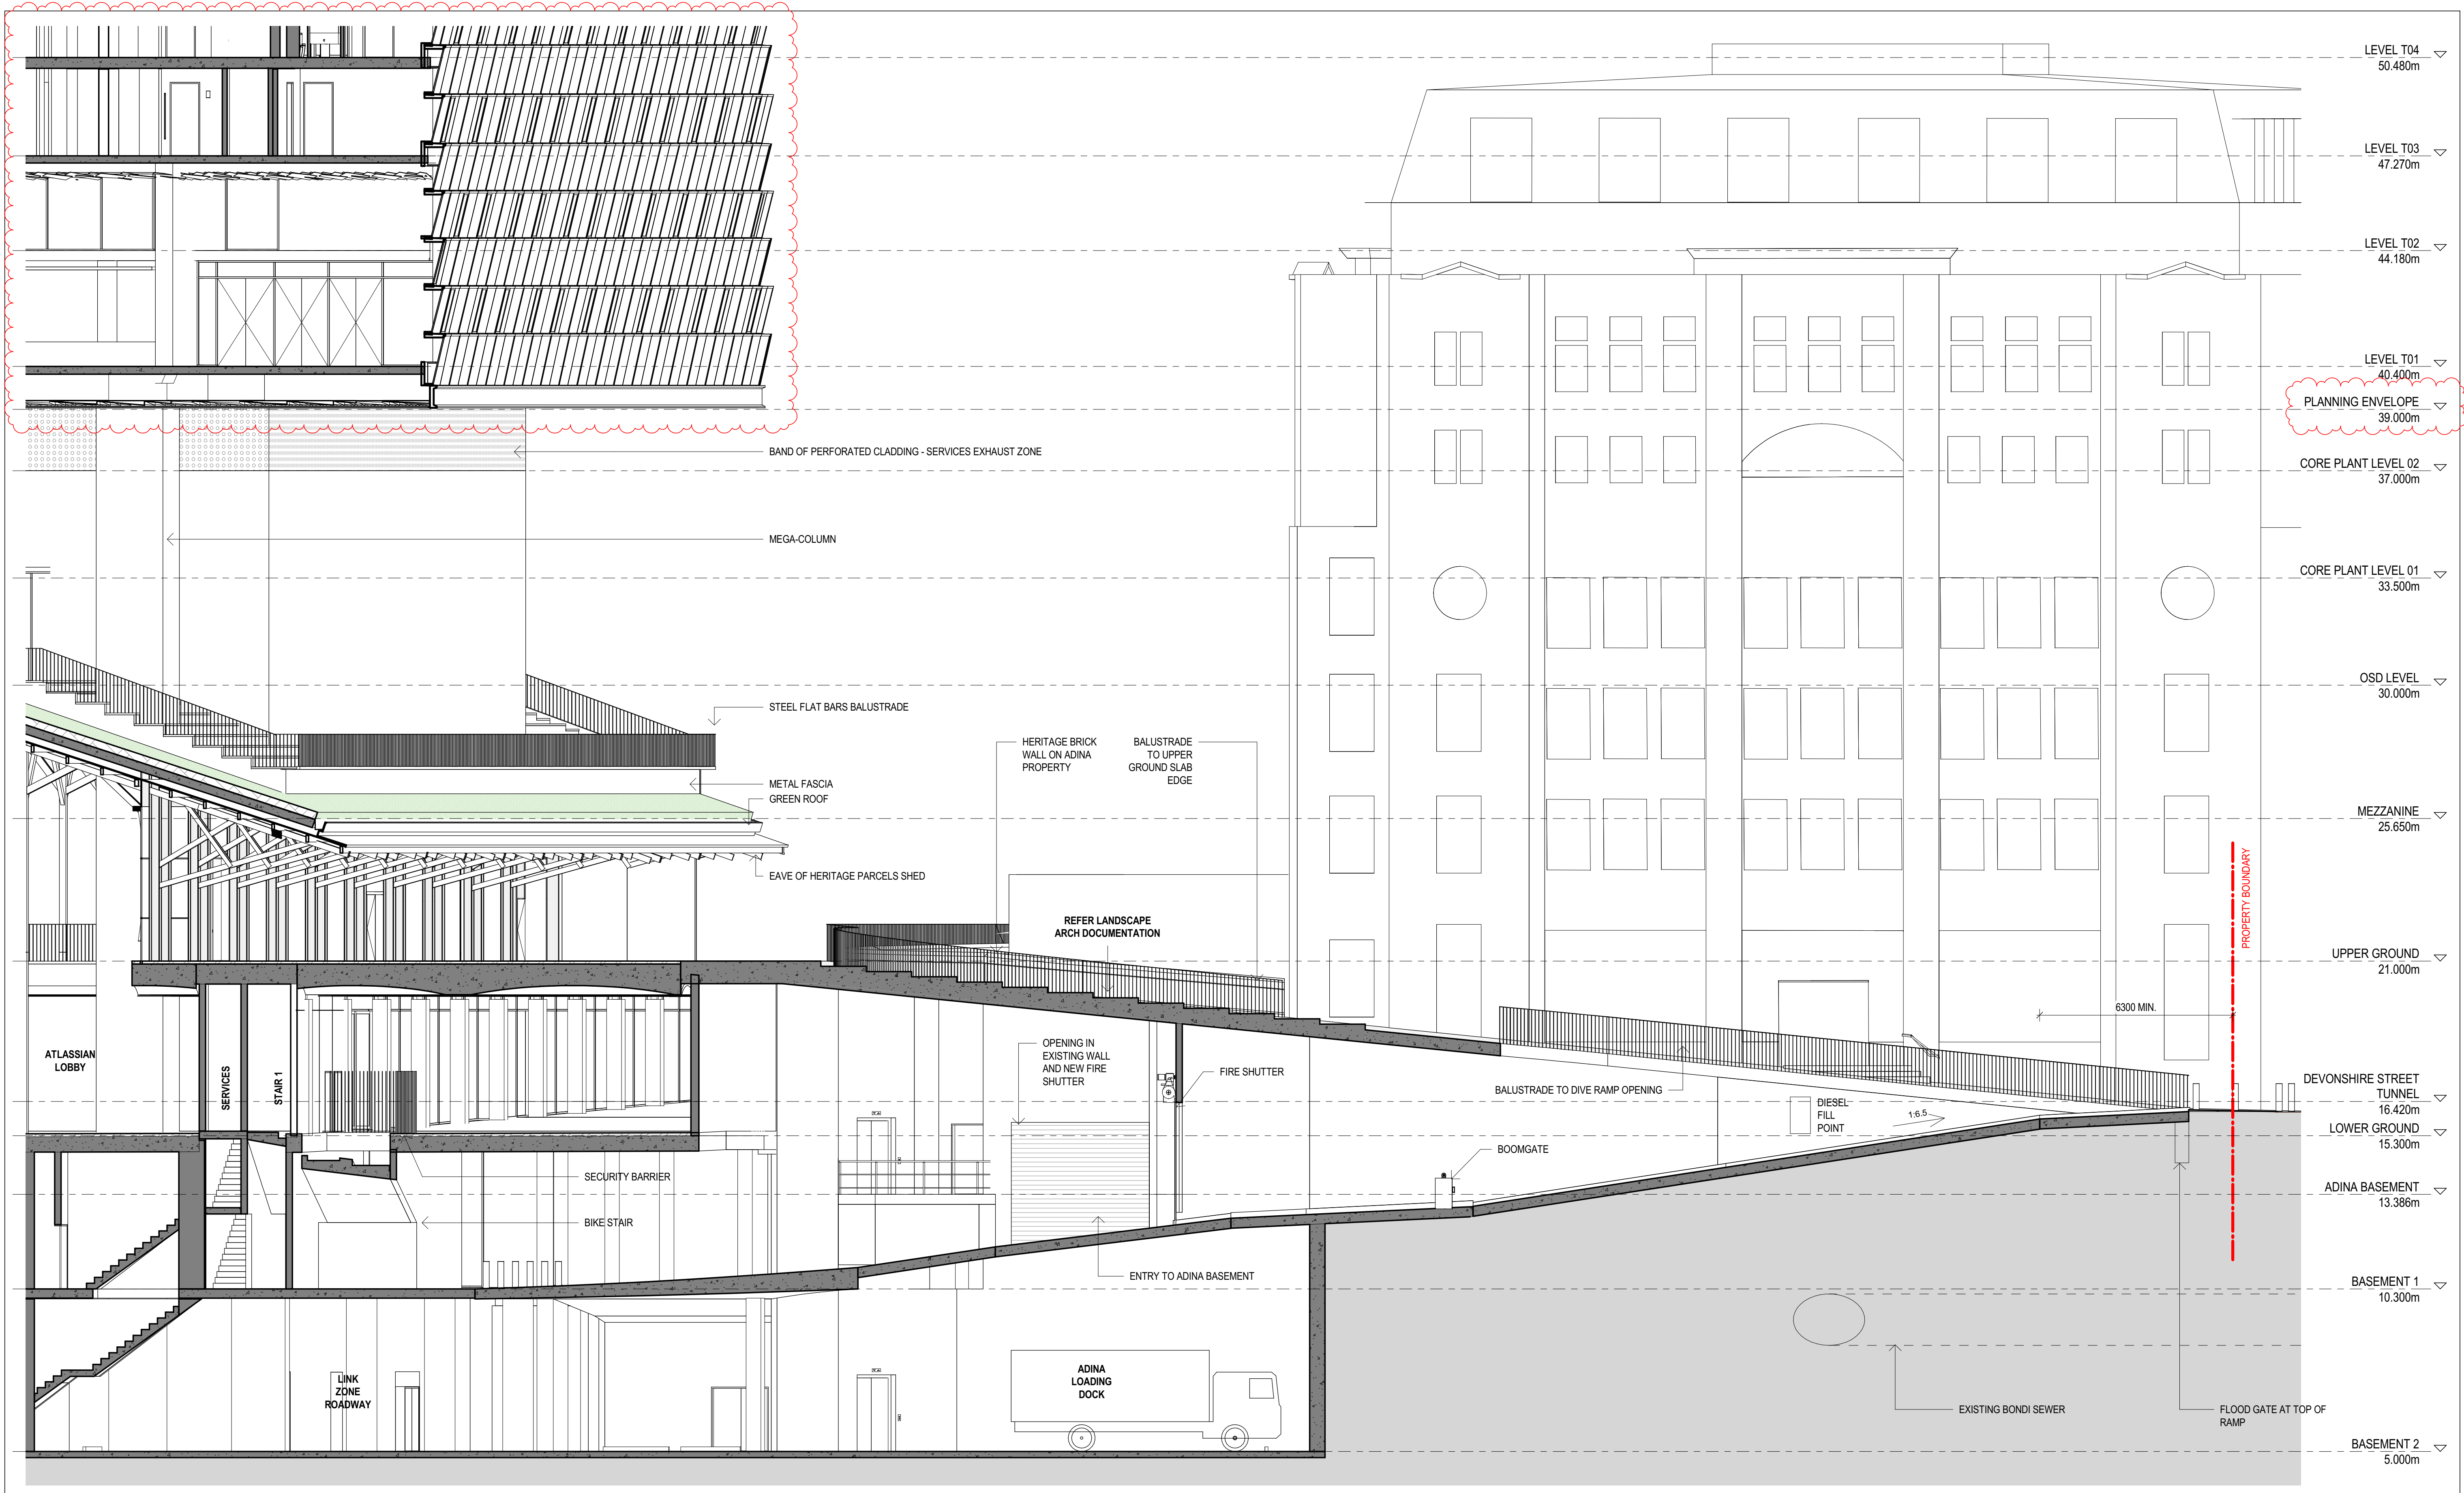 LEVEL T04
50.480m
LEVEL T03
47.270m
LEVEL T02
44.180m
LEVEL T01
40.400m
PLANNING ENVELOPE
39.000m
BAND OF PERFORATED CLADDING - SERVICES EXHAUST ZONE
CORE PLANT LEVEL 02
37.000m
MEGA-COLUMN
CORE PLANT LEVEL 01
33.500m
OSD LEVEL
30.000m
STEEL FLAT BARS BALUSTRADE
HERITAGE BRICK
WALL ON ADINA
PROPERTY
BALUSTRADE
TO UPPER
GROUND SLAB
EDGE
METAL FASCIA
GREEN ROOF
MEZZANINE
25.650m
EAVE OF HERITAGE PARCELS SHED
PROPERTY BOUNDARY
REFER LANDSCAPE
ARCH DOCUMENTATION
UPPER GROUND
21.000m
6300 MIN.
ATLASSIAN
LOBBY
SERVICES
STAIR 1
OPENING IN
EXISTING WALL
AND NEW FIRE
SHUTTER
FIRE SHUTTER
BALUSTRADE TO DIVE RAMP OPENING
DIESEL
FILL
POINT
1:6.5
DEVONSHIRE STREET
TUNNEL
16.420m
LOWER GROUND
15.300m
BOOMGATE
SECURITY BARRIER
ADINA BASEMENT
13.386m
BIKE STAIR
ENTRY TO ADINA BASEMENT
BASEMENT 1
10.300m
LINK
ZONE
ROADWAY
ADINA
LOADING
DOCK
EXISTING BONDI SEWER
FLOOD GATE AT TOP OF
RAMP
BASEMENT 2
5.000m